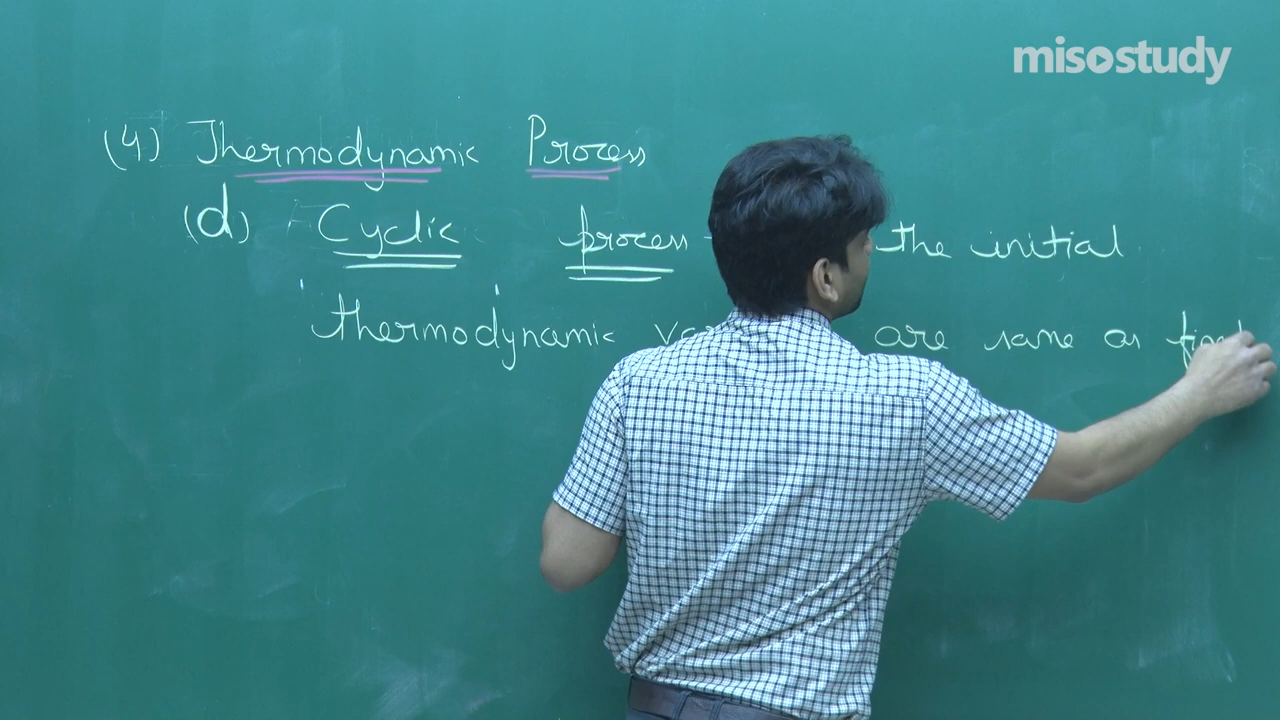 misostudy
(4) Thermodynamic Process
(d) Cyclic process - the initial
thermodynamic are same as